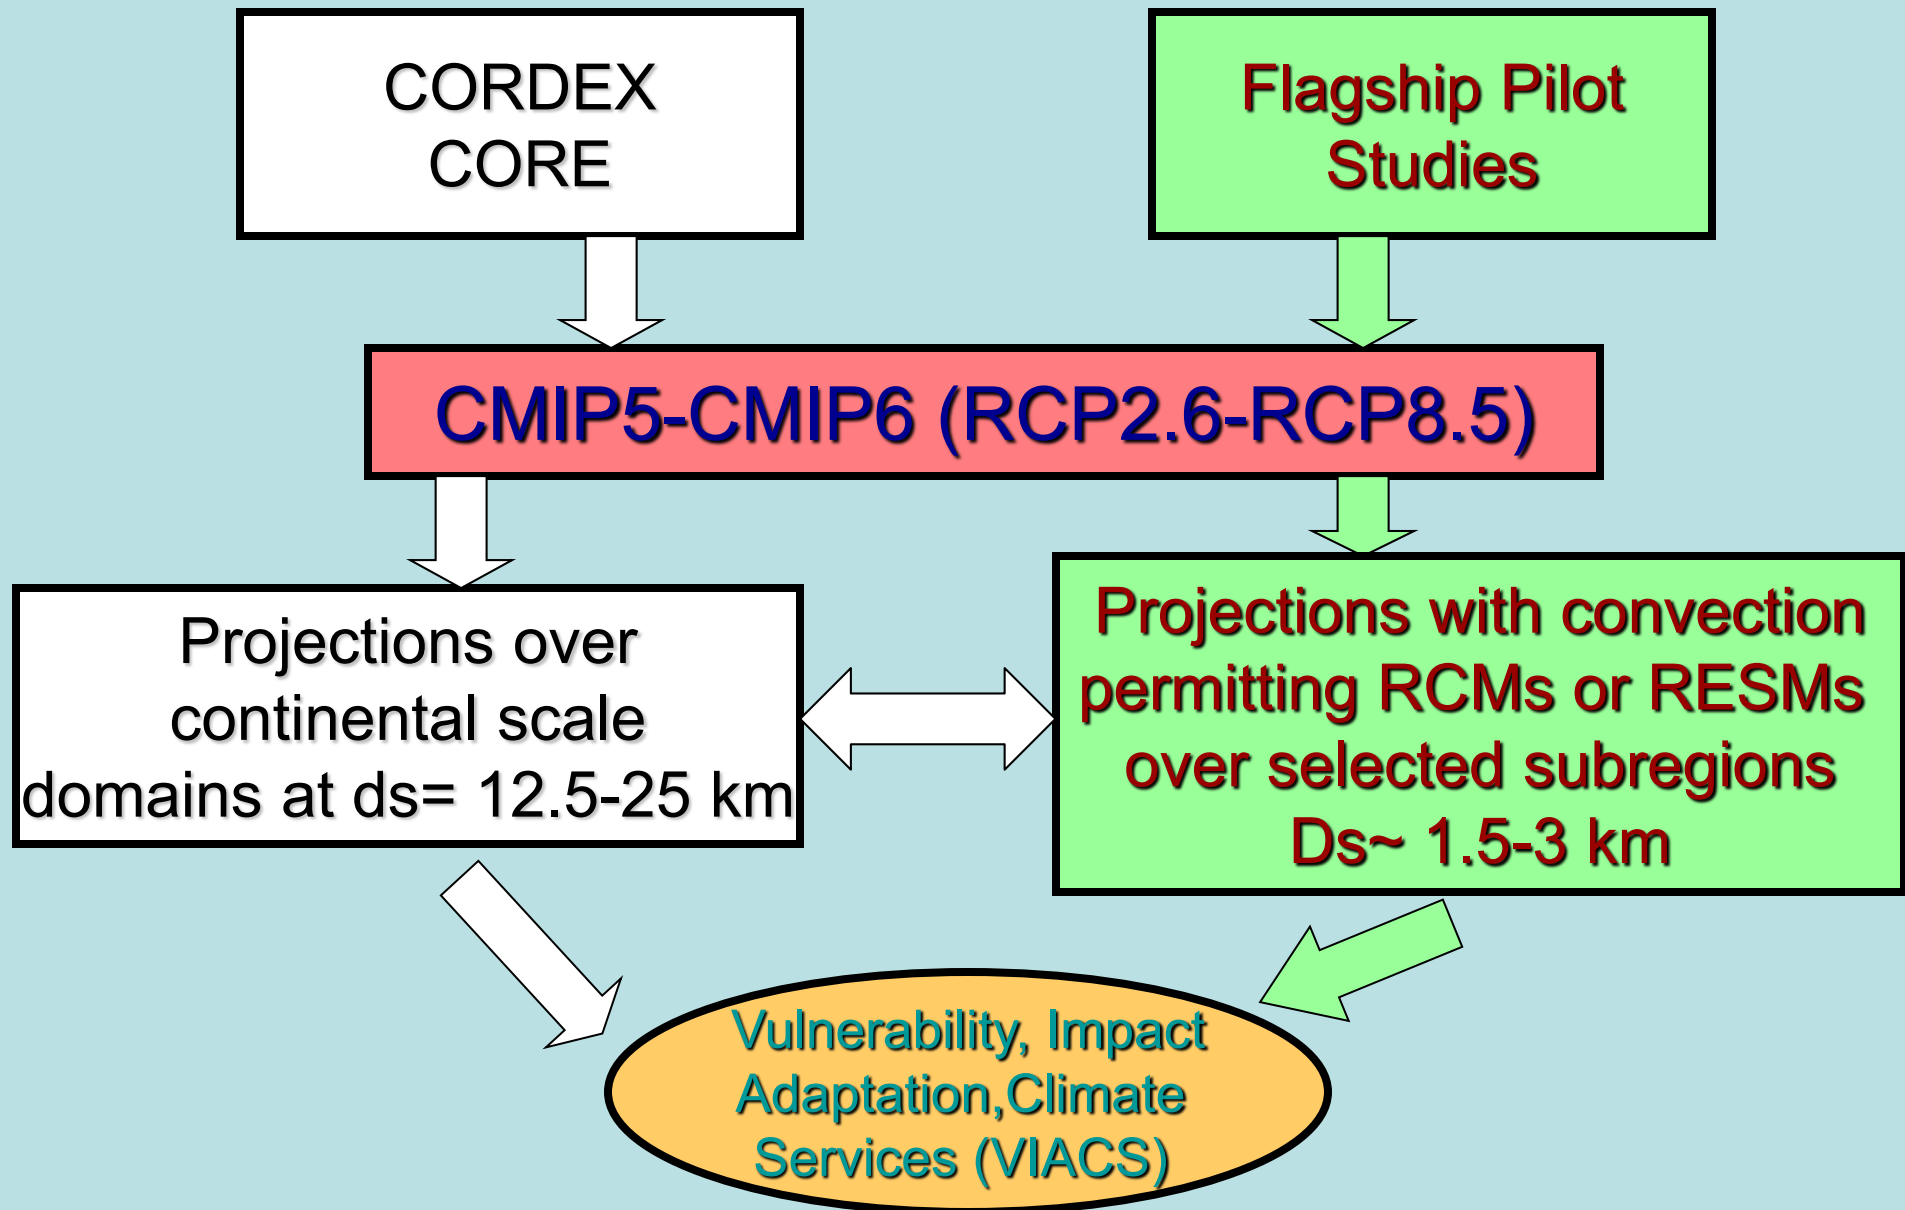 CORDEX
CORE
Flagship Pilot
Studies
CMIP5-CMIP6 (RCP2.6-RCP8.5)
Projections over
continental scale
domains at ds= 12.5-25 km
Projections with convection
permitting RCMs or RESMs
over selected subregions
Ds~ 1.5-3 km
Vulnerability, Impact
Adaptation,Climate
Services (VIACS)